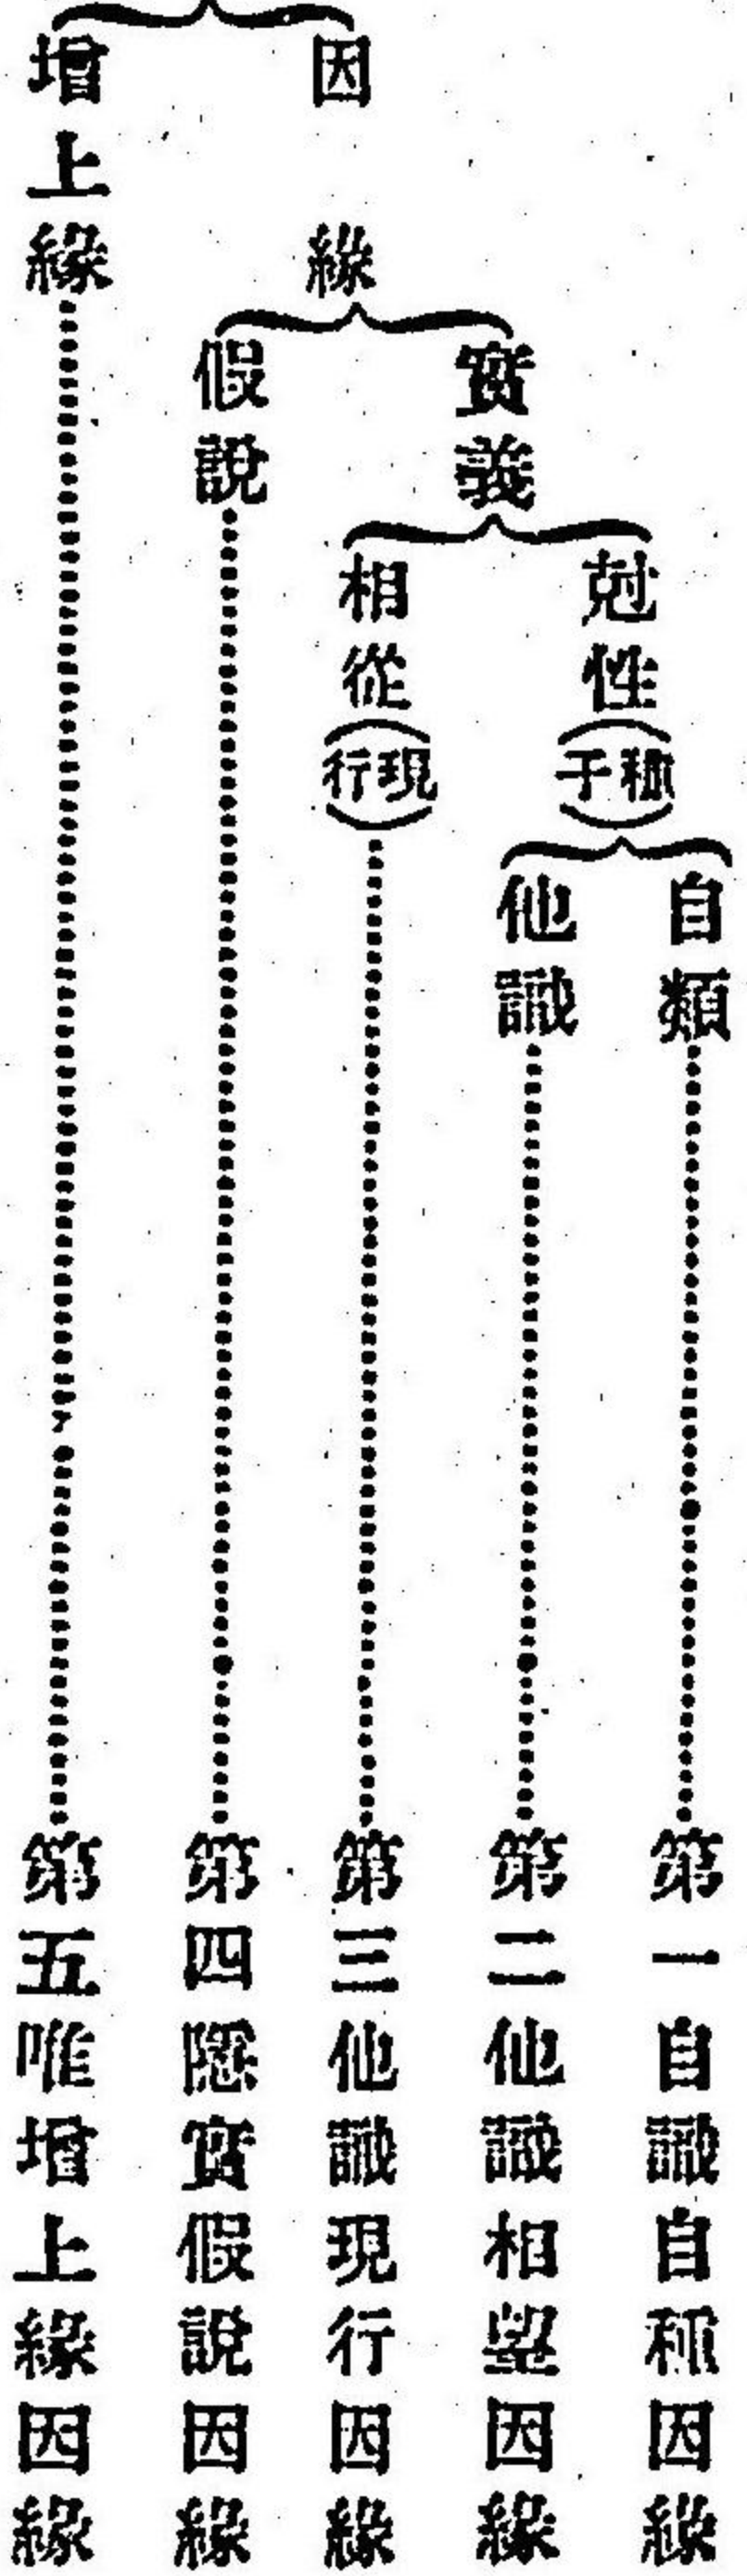 因緣
實義
尅性（種子）
自類
第一自識自種因緣
他識
第二他識相望因緣
相從（現行）
第三他識現行因緣
假說
第四隱實假說因緣
增上緣
第五唯增上緣因緣